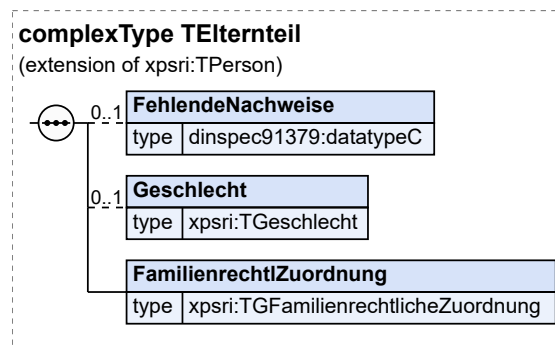 complexType TElternteil
(extension of xpsri:TPerson)
0..1
FehlendeNachweise
type dinspec91379:datatypeC
0..1
Geschlecht
type xpsri:TGeschlecht
FamilienrechtlZuordnung
type xpsri:TGFamilienrechtlicheZuordnung